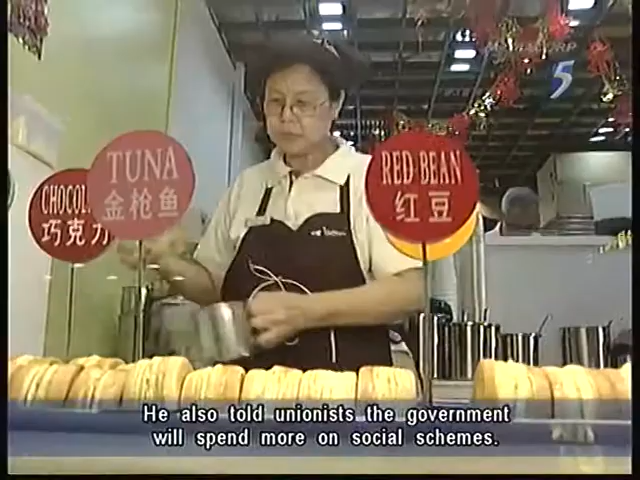 MEDIACORP
5
TUNA
金枪鱼
RED BEAN
红豆
CHOCOL
巧克力
He also told unionists the government
will spend more on social schemes.